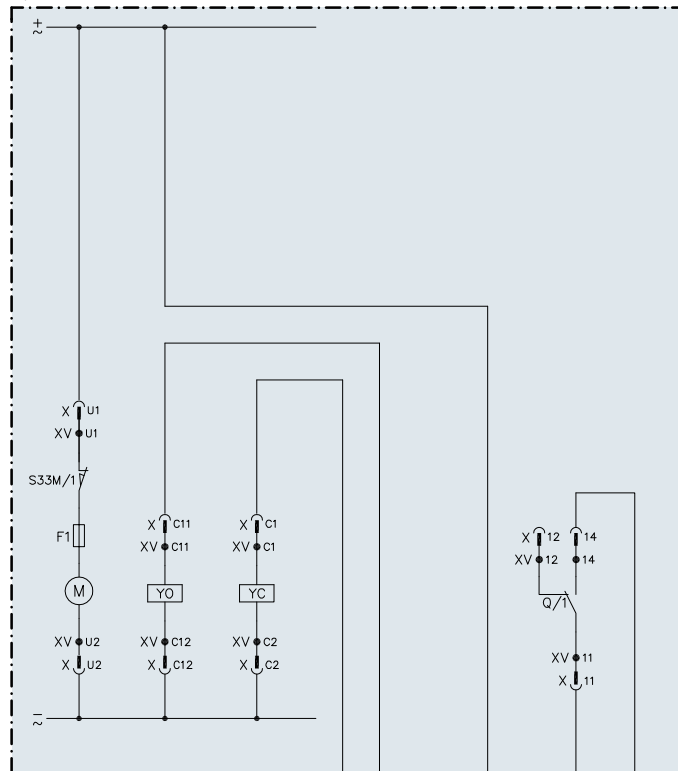 +
~
X U1
XV U1
S33M/1
X C11
X C1
X 12 14
F1
XV C11
XV C1
XV 12 14
M
YO
YC
Q/1
XV U2
XV C12
XV C2
XV 11
X U2
X C12
X C2
X 11
–
~